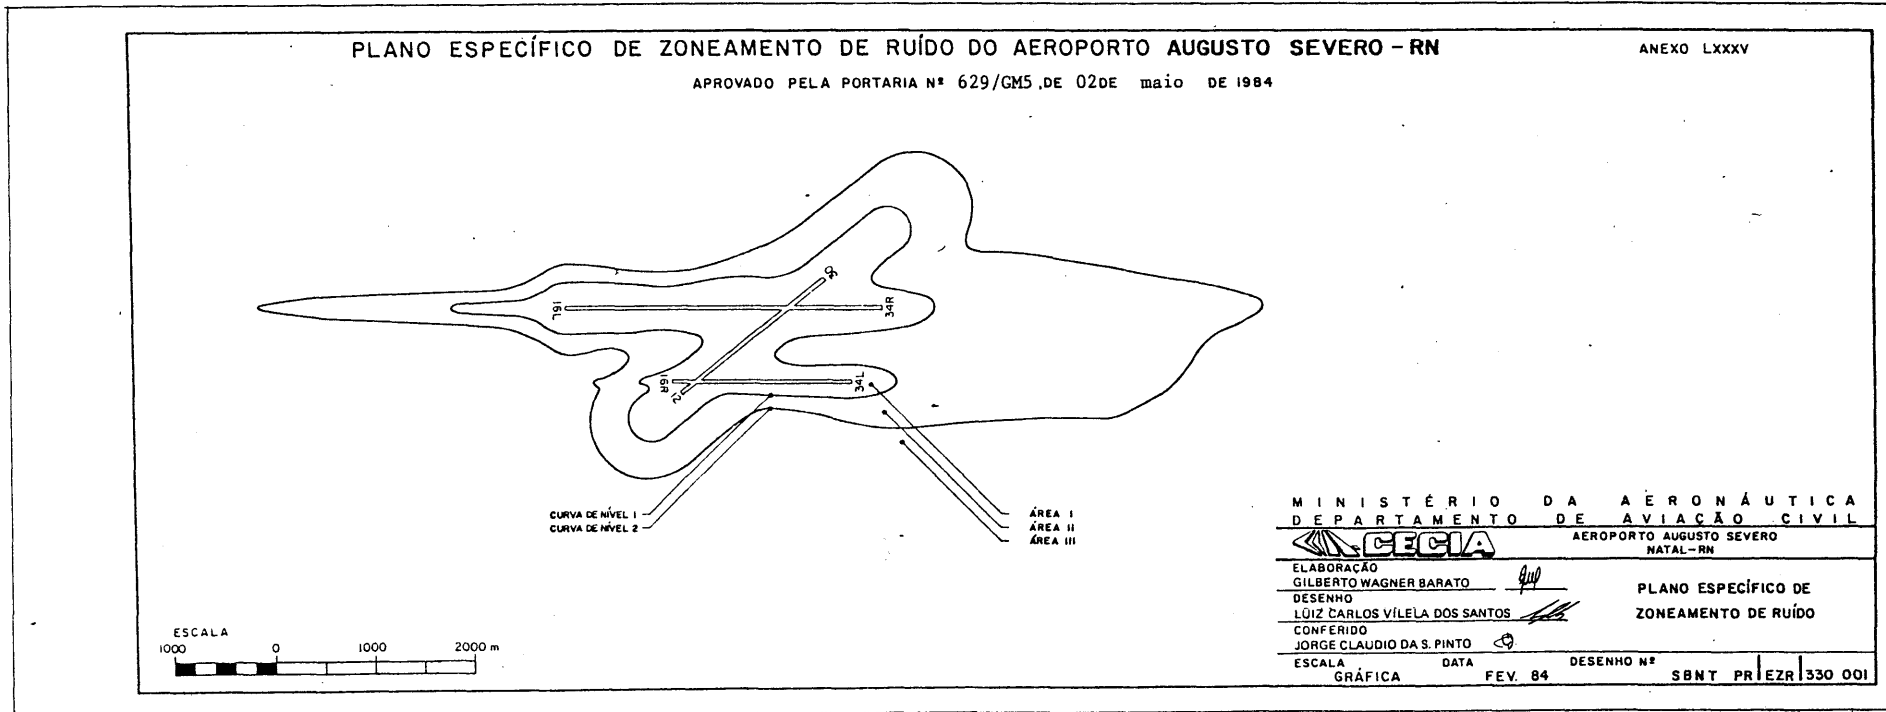 PLANO ESPECÍFICO DE ZONEAMENTO DE RUÍDO DO AEROPORTO AUGUSTO SEVERO - RN
ANEXO LXXXV
APROVADO PELA PORTARIA Nº 629/GM5, DE 02 DE maio DE 1984
06
16L
34R
16R
12
34L
CURVA DE NÍVEL 1
CURVA DE NÍVEL 2
ÁREA I
ÁREA II
ÁREA III
ESCALA
1000 0 1000 2000 m
MINISTÉRIO DA AERONÁUTICA
DEPARTAMENTO DE AVIAÇÃO CIVIL
CECIA
AEROPORTO AUGUSTO SEVERO
NATAL-RN
ELABORAÇÃO
GILBERTO WAGNER BARATO
DESENHO
LUIZ CARLOS VILELA DOS SANTOS
CONFERIDO
JORGE CLAUDIO DA S. PINTO
PLANO ESPECÍFICO DE
ZONEAMENTO DE RUÍDO
ESCALA DATA DESENHO Nº
GRÁFICA FEV. 84 SBNT PR EZR 330 001